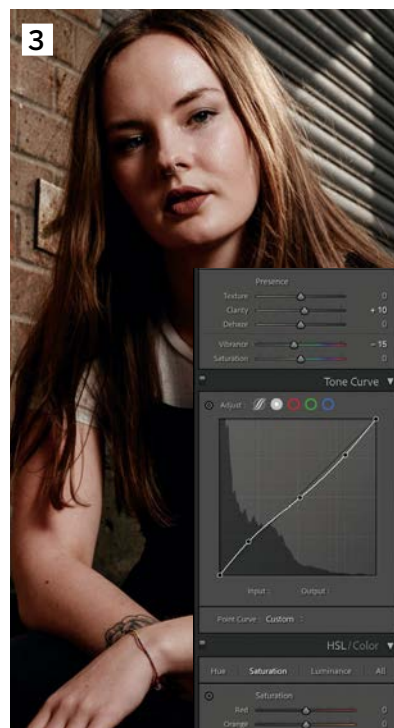 3
Presence
Texture 0
Clarity + 10
Dehaze 0
Vibrance – 15
Saturation 0
Tone Curve ▼
Adjust :
Input : Output :
Point Curve : Custom
HSL / Color ▼
Hue Saturation Luminance All
Saturation
Red 0
Orange 0